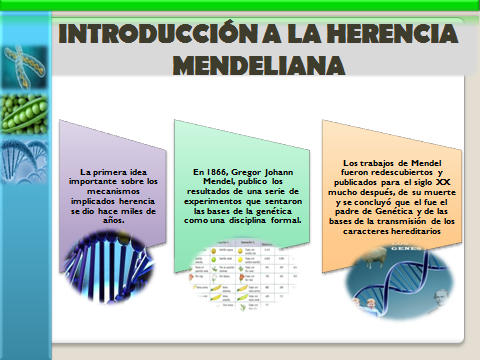 INTRODUCCIÓN A LA HERENCIA
MENDELIANA
La primera idea
importante sobre los
mecanismos
implicados herencia
se dio hace miles de
años.
En 1866, Gregor Johann
Mendel, publico los
resultados de una serie de
experimentos que sentaron
las bases de la genética
como una disciplina formal.
Los trabajos de Mendel
fueron redescubiertos y
publicados para el siglo XX
mucho después, de su muerte
y se concluyó que el fue el
padre de Genética y de las
bases de la transmisión de los
caracteres hereditarios
GENES